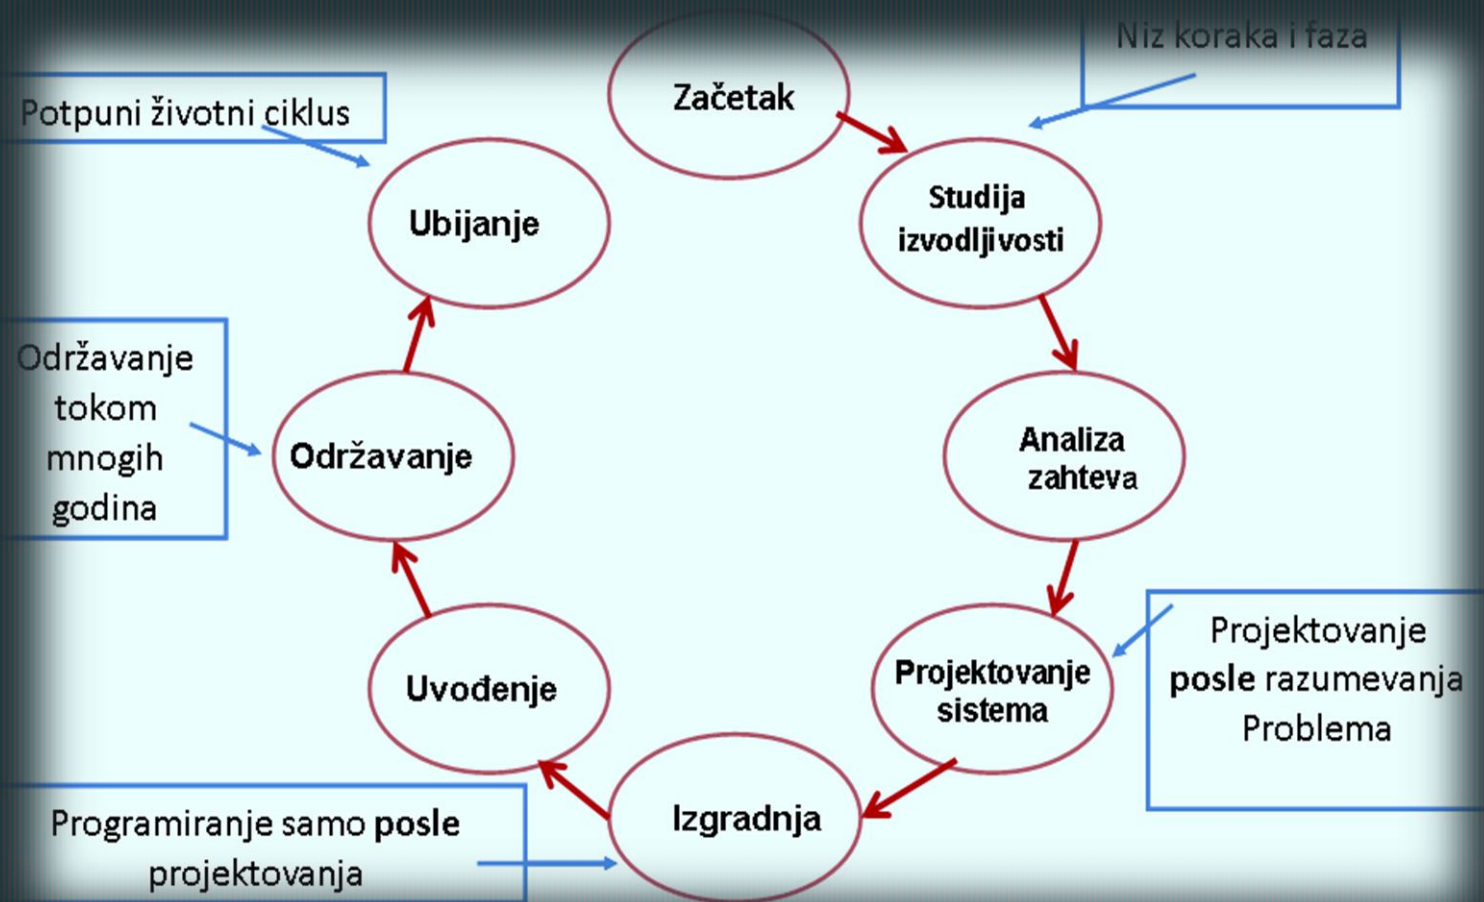 Niz koraka i faza
Začetak
Potpuni životni ciklus
Studija
izvodljivosti
Ubijanje
Održavanje
tokom
mnogih
godina
Održavanje
Analiza
zahteva
Projektovanje
posle razumevanja
Problema
Projektovanje
sistema
Uvođenje
Izgradnja
Programiranje samo posle
projektovanja